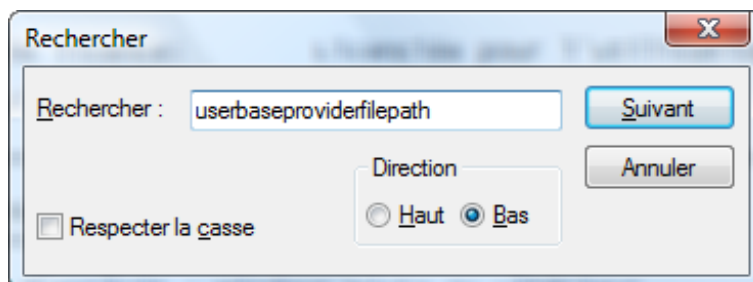 Rechercher
Rechercher : userbaseproviderfilepath Suivant
Direction Annuler
Respecter la casse Haut Bas